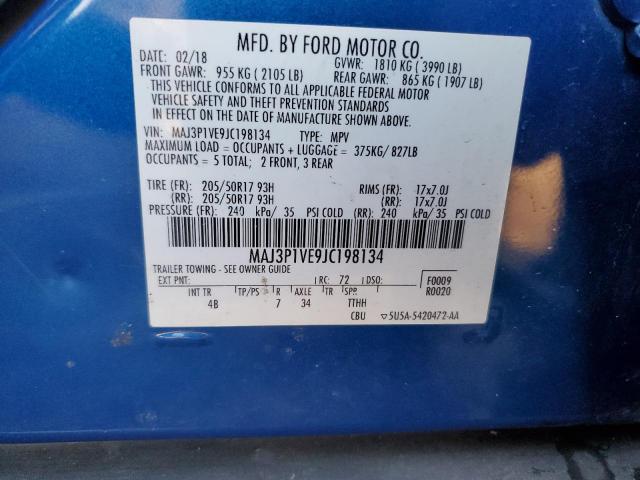 MFD. BY FORD MOTOR CO.
DATE: 02/18 GVWR: 1810 KG ( 3990 LB)
FRONT GAWR: 955 KG ( 2105 LB) REAR GAWR: 865 KG ( 1907 LB)
THIS VEHICLE CONFORMS TO ALL APPLICABLE FEDERAL MOTOR
VEHICLE SAFETY AND THEFT PREVENTION STANDARDS
IN EFFECT ON THE DATE OF MANUFACTURE SHOWN ABOVE.
VIN: MAJ3P1VE9JC198134 TYPE: MPV
MAXIMUM LOAD = OCCUPANTS + LUGGAGE = 375KG/ 827LB
OCCUPANTS = 5 TOTAL; 2 FRONT, 3 REAR
TIRE (FR): 205/50R17 93H RIMS (FR): 17x7.0J
(RR): 205/50R17 93H (RR): 17x7.0J
PRESSURE (FR): 240 kPa/ 35 PSI COLD (RR): 240 kPa/ 35 PSI COLD
MAJ3P1VE9JC198134
TRAILER TOWING - SEE OWNER GUIDE
EXT PNT: RC: 72 DSO: F0009
INT TR TP/PS R AXLE TR SPR R0020
4B 7 34 TTHH
CBU ▽5U5A-5420472-AA